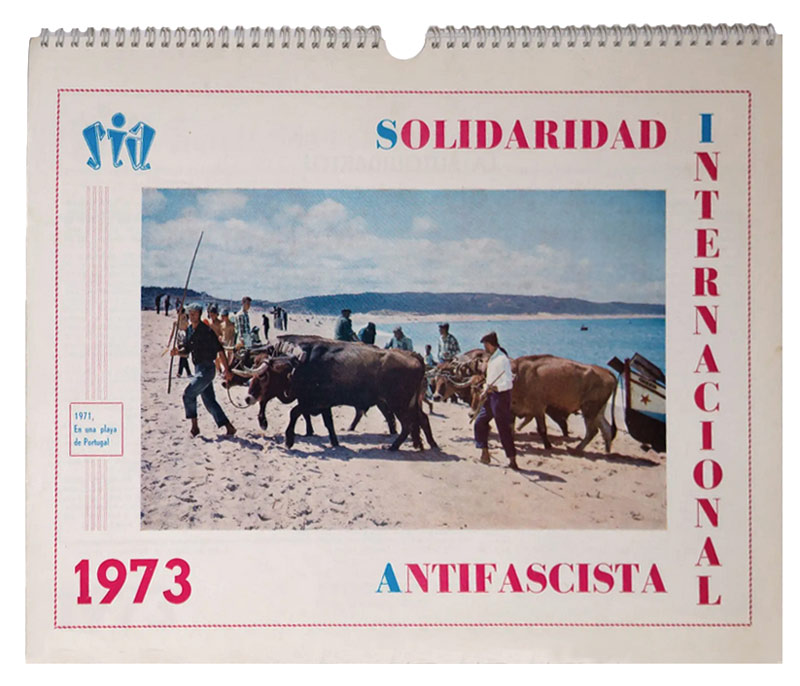 sia
SOLIDARIDAD
INTERNACIONAL
1971,
En una playa
de Portugal
1973
ANTIFASCISTA